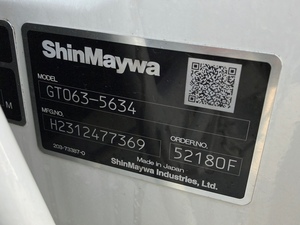 ShinMaywa
MODEL
GT063-5634
MFG.NO.
H2312477369
ORDER NO.
52180F
Made in Japan
ShinMaywa Industries, Ltd.
M